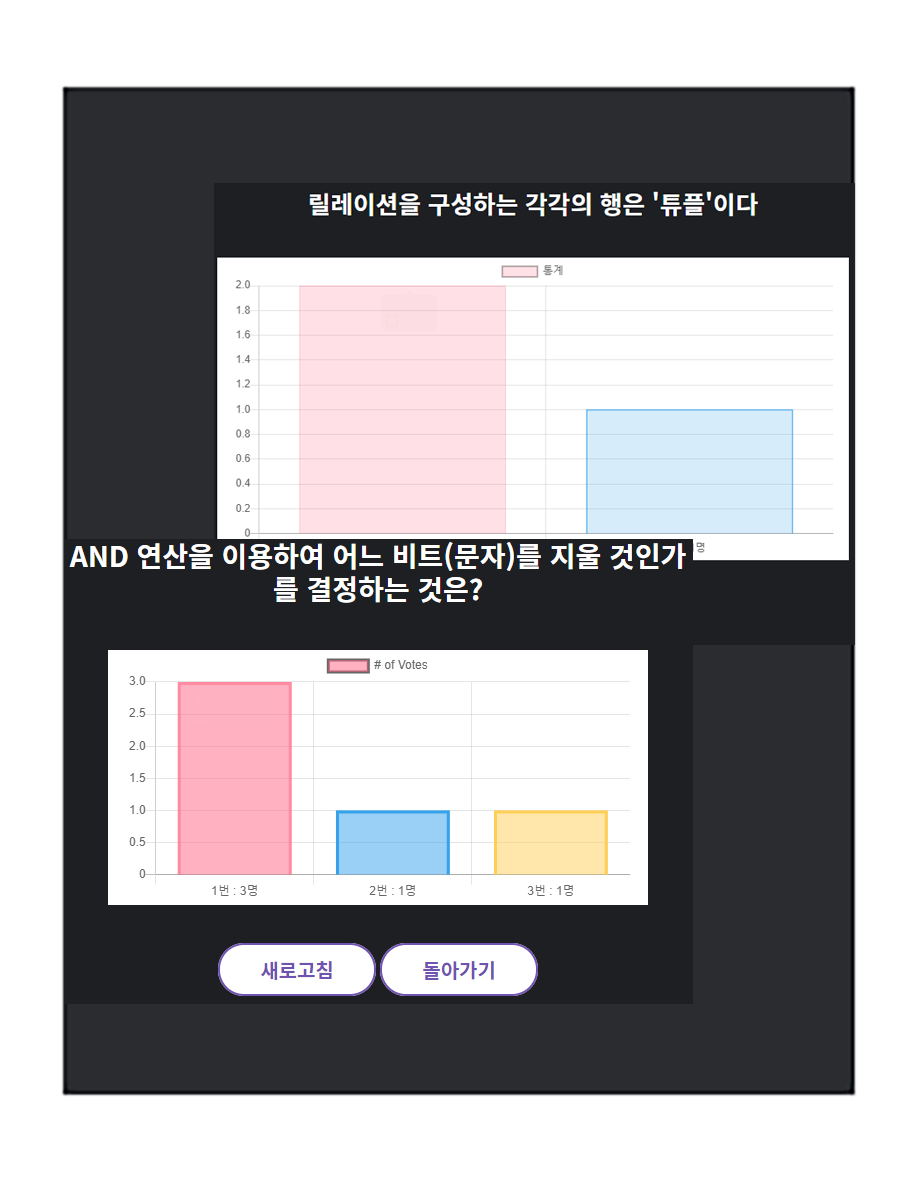 릴레이션을 구성하는 각각의 행은 '튜플'이다
통계
2.0
1.8
1.6
1.4
1.2
1.0
0.8
0.6
0.4
0.2
0
명
AND 연산을 이용하여 어느 비트(문자)를 지울 것인가
를 결정하는 것은?
# of Votes
3.0
2.5
2.0
1.5
1.0
0.5
0
1번 : 3명
2번 : 1명
3번 : 1명
새로고침
돌아가기